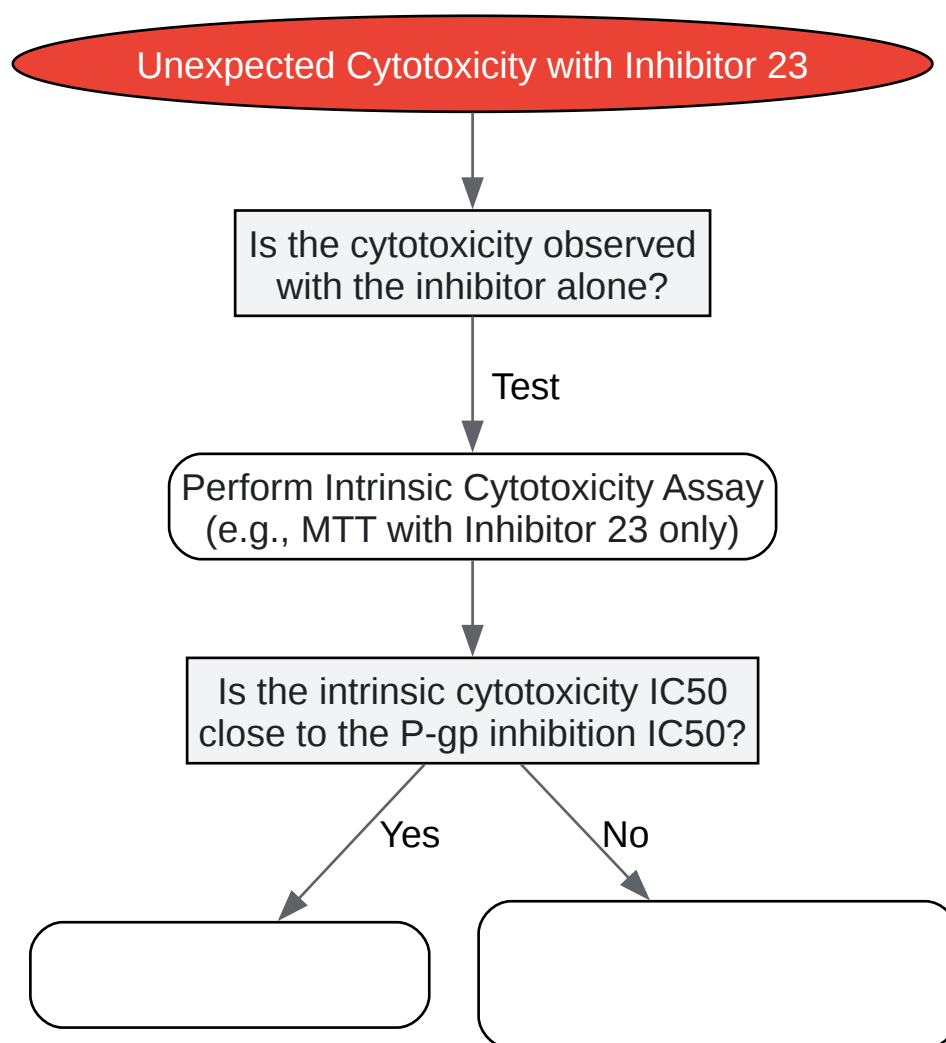 Unexpected Cytotoxicity with Inhibitor 23
Is the cytotoxicity observed
with the inhibitor alone?
Test
Perform Intrinsic Cytotoxicity Assay
(e.g., MTT with Inhibitor 23 only)
Is the intrinsic cytotoxicity IC50
close to the P-gp inhibition IC50?
Yes
No